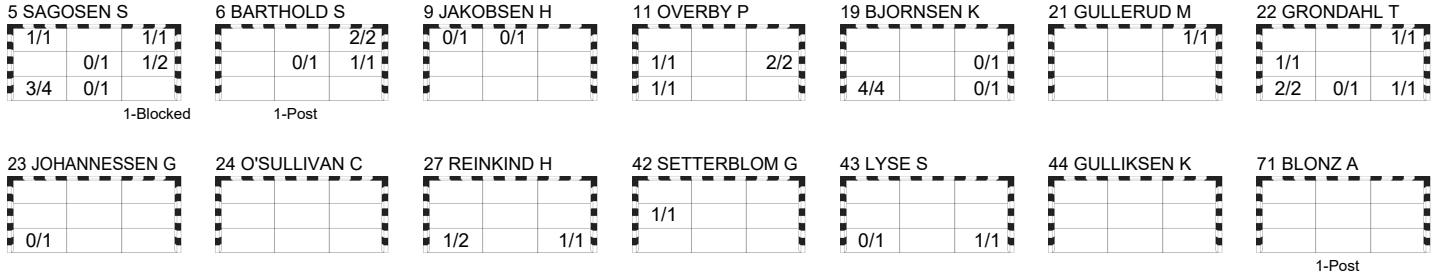 5 SAGOSEN S 6 BARTHOLD S 9 JAKOBSEN H 11 OVERBY P 19 BJORNSEN K 21 GULLERUD M 22 GRONDAHL T
1/1 1/1 2/2 0/1 0/1 1/1 1/1
0/1 1/2 0/1 1/1 1/1 2/2 0/1 1/1
3/4 0/1 1/1 4/4 0/1 2/2 0/1 1/1
1-Blocked 1-Post
23 JOHANNESSEN G 24 O'SULLIVAN C 27 REINKIND H 42 SETTERBLOM G 43 LYSE S 44 GULLIKSEN K 71 BLONZ A
1/1
0/1 1/2 1/1 0/1 1/1
1-Post